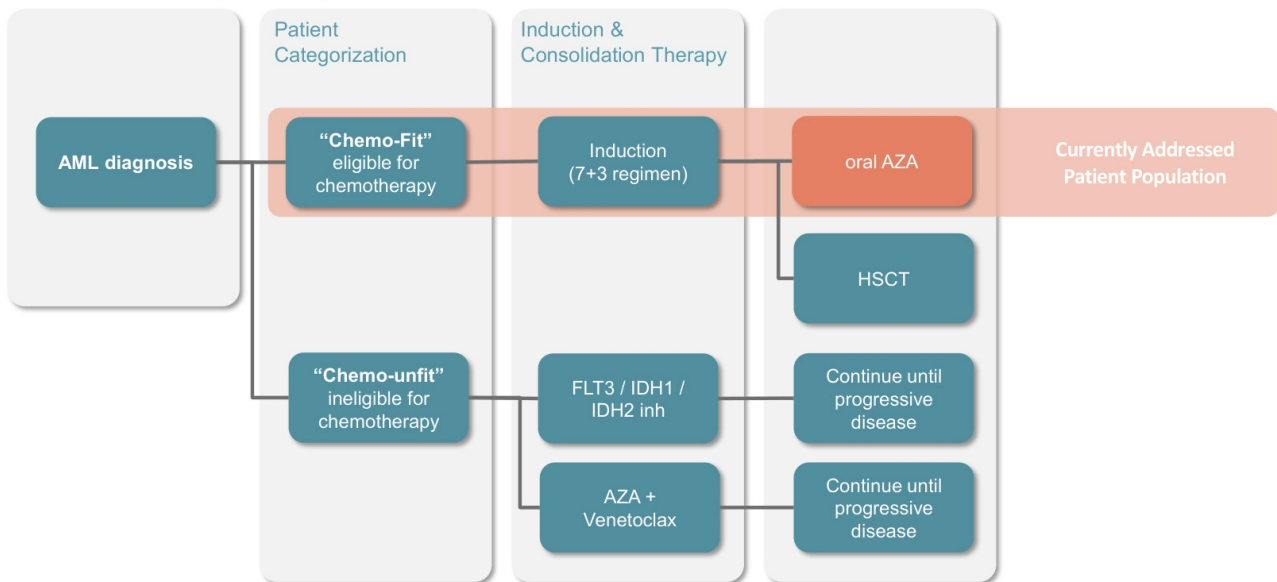 Patient
Categorization
Induction &
Consolidation Therapy
AML diagnosis
“Chemo-Fit”
eligible for
chemotherapy
Induction
(7+3 regimen)
oral AZA
Currently Addressed
Patient Population
HSCT
“Chemo-unfit”
ineligible for
chemotherapy
FLT3 / IDH1 /
IDH2 inh
Continue until
progressive
disease
AZA +
Venetoclax
Continue until
progressive
disease